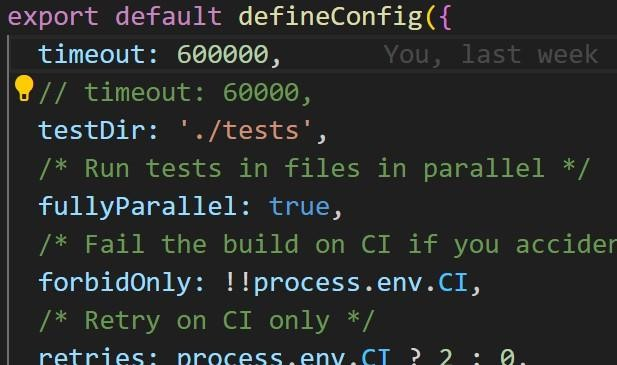 export default defineConfig({
timeout: 600000, You, last week
// timeout: 60000,
testDir: './tests',
/* Run tests in files in parallel */
fullyParallel: true,
/* Fail the build on CI if you acciden
forbidOnly: !!process.env.CI,
/* Retry on CI only */
retries: process.env.CI ? 2 : 0,